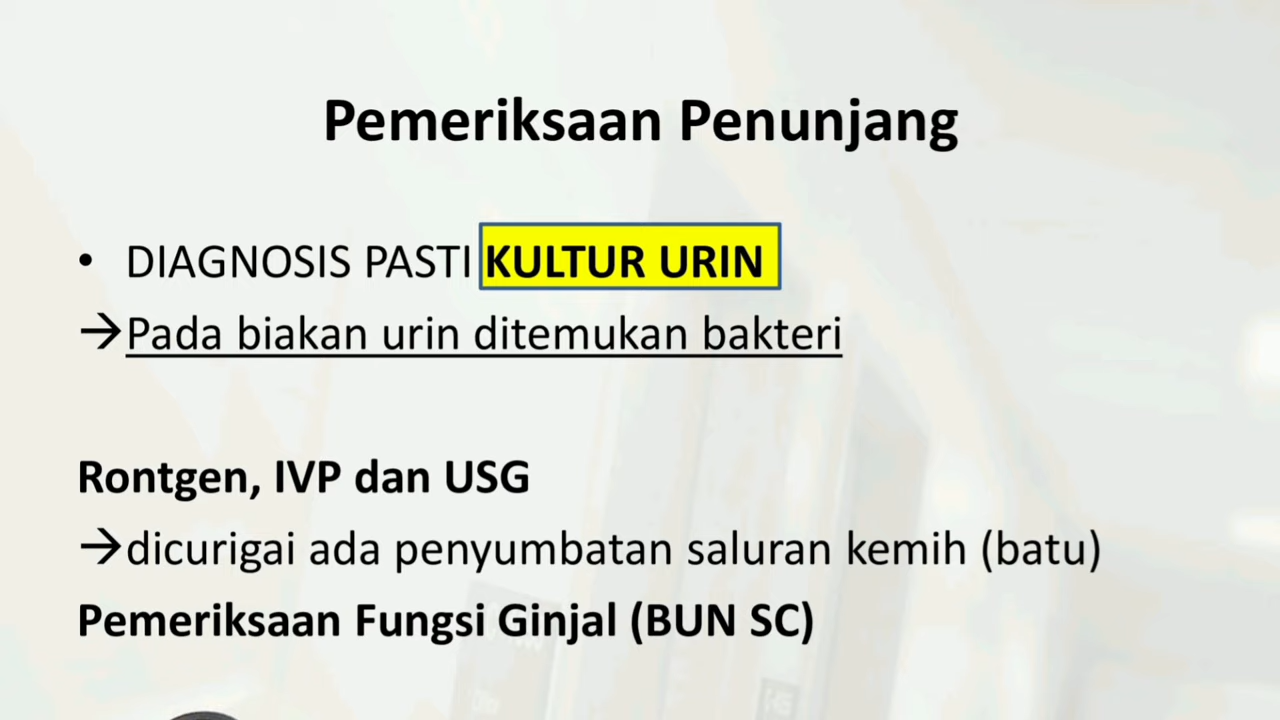 Pemeriksaan Penunjang
• DIAGNOSIS PASTI KULTUR URIN
→Pada biakan urin ditemukan bakteri
Rontgen, IVP dan USG
→dicurigai ada penyumbatan saluran kemih (batu)
Pemeriksaan Fungsi Ginjal (BUN SC)